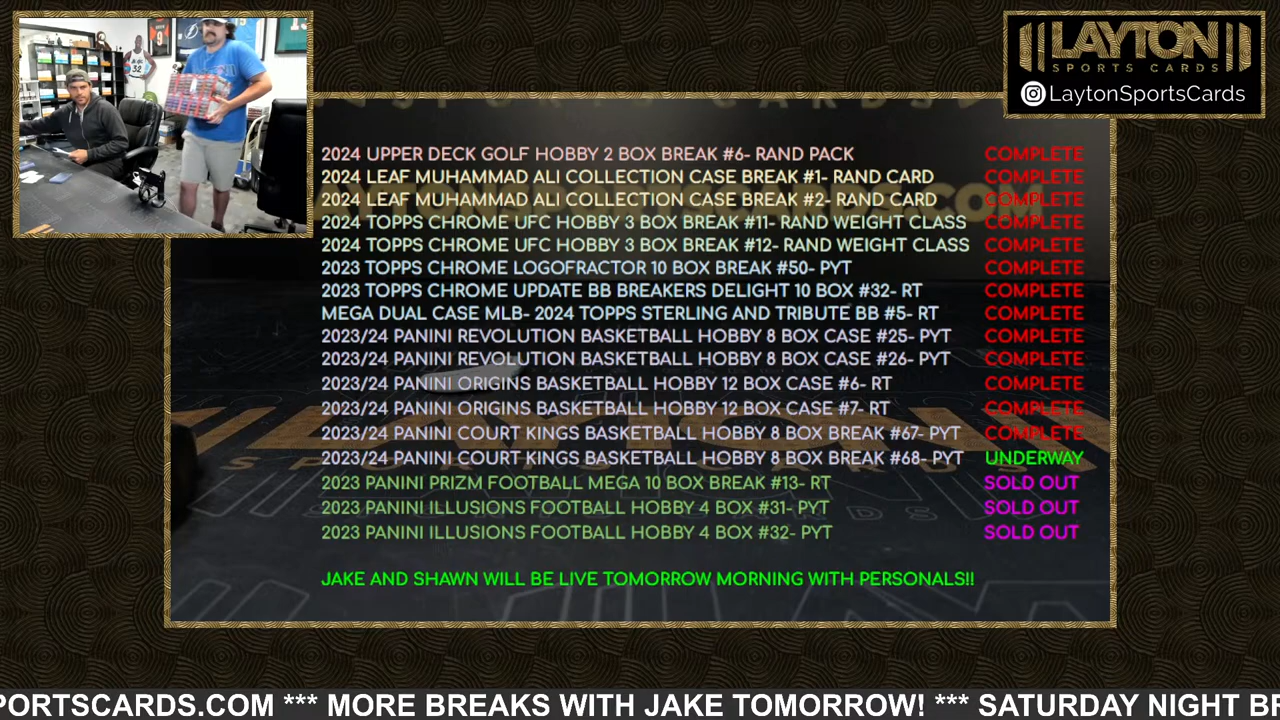 LAYTON
SPORTS CARDS
LaytonSportsCards
2024 UPPER DECK GOLF HOBBY 2 BOX BREAK #6- RAND PACK COMPLETE
2024 LEAF MUHAMMAD ALI COLLECTION CASE BREAK #1- RAND CARD COMPLETE
2024 LEAF MUHAMMAD ALI COLLECTION CASE BREAK #2- RAND CARD COMPLETE
2024 TOPPS CHROME UFC HOBBY 3 BOX BREAK #11- RAND WEIGHT CLASS COMPLETE
2024 TOPPS CHROME UFC HOBBY 3 BOX BREAK #12- RAND WEIGHT CLASS COMPLETE
2023 TOPPS CHROME LOGOFRACTOR 10 BOX BREAK #50- PYT COMPLETE
2023 TOPPS CHROME UPDATE BB BREAKERS DELIGHT 10 BOX #32- RT COMPLETE
MEGA DUAL CASE MLB- 2024 TOPPS STERLING AND TRIBUTE BB #5- RT COMPLETE
2023/24 PANINI REVOLUTION BASKETBALL HOBBY 8 BOX CASE #25- PYT COMPLETE
2023/24 PANINI REVOLUTION BASKETBALL HOBBY 8 BOX CASE #26- PYT COMPLETE
2023/24 PANINI ORIGINS BASKETBALL HOBBY 12 BOX CASE #6- RT COMPLETE
2023/24 PANINI ORIGINS BASKETBALL HOBBY 12 BOX CASE #7- RT COMPLETE
2023/24 PANINI COURT KINGS BASKETBALL HOBBY 8 BOX BREAK #67- PYT COMPLETE
2023/24 PANINI COURT KINGS BASKETBALL HOBBY 8 BOX BREAK #68- PYT UNDERWAY
2023 PANINI PRIZM FOOTBALL MEGA 10 BOX BREAK #13- RT SOLD OUT
2023 PANINI ILLUSIONS FOOTBALL HOBBY 4 BOX #31- PYT SOLD OUT
2023 PANINI ILLUSIONS FOOTBALL HOBBY 4 BOX #32- PYT SOLD OUT
JAKE AND SHAWN WILL BE LIVE TOMORROW MORNING WITH PERSONALS!!
PORTSCARDS.COM *** MORE BREAKS WITH JAKE TOMORROW! *** SATURDAY NIGHT BR